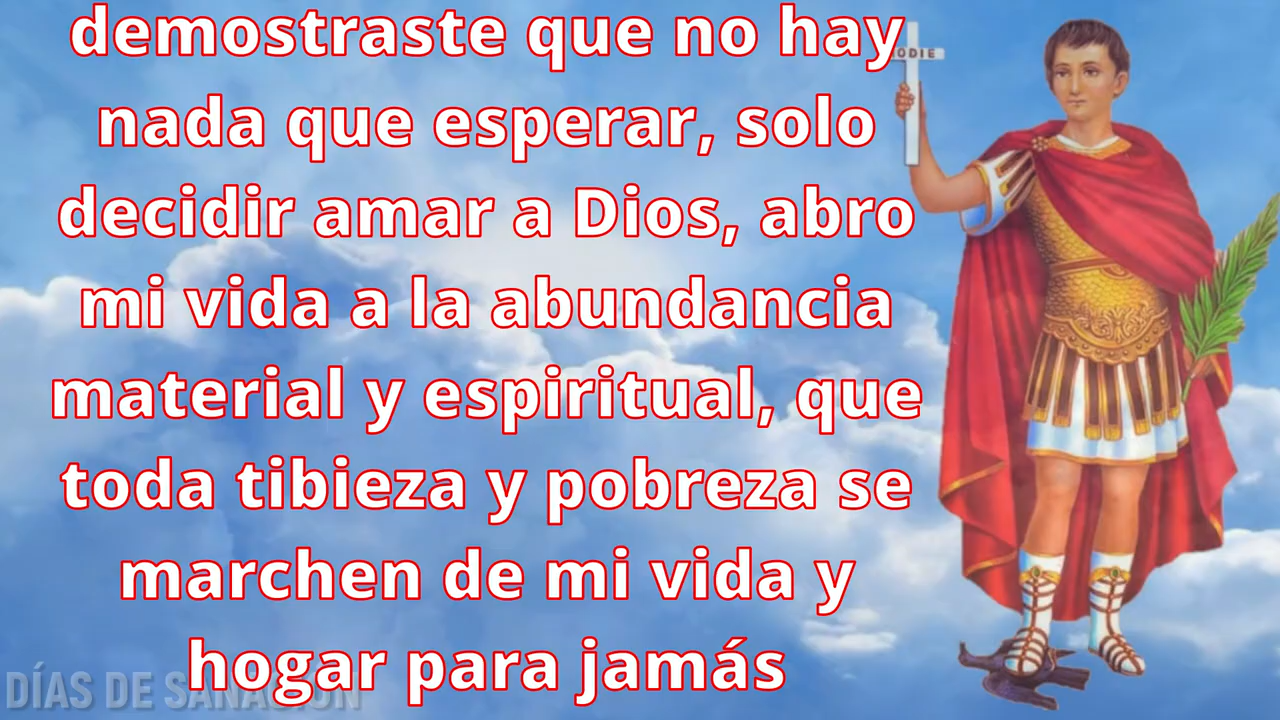 demostraste que no hay
nada que esperar, solo
decidir amar a Dios, abro
mi vida a la abundancia
material y espiritual, que
toda tibieza y pobreza se
marchen de mi vida y
hogar para jamás
DÍAS DE SANACIÓN
ODIE